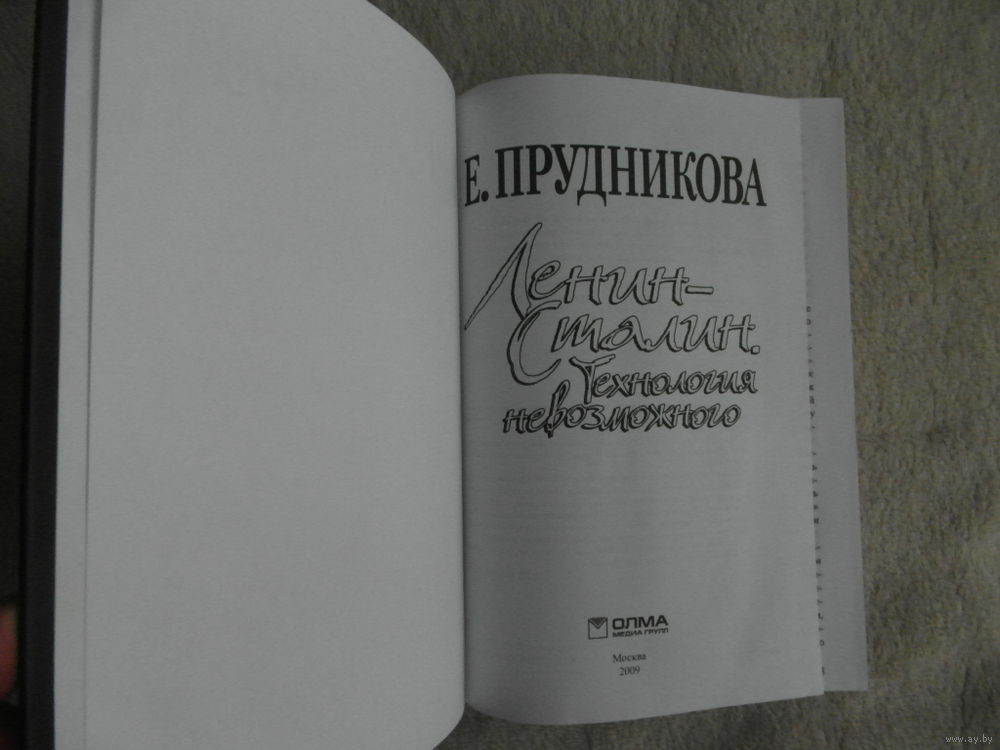 Е. ПРУДНИКОВА
Ленин–
Сталин.
Технология
невозможного
ОЛМА
МЕДИА ГРУПП
Москва
2009
www.ay.by